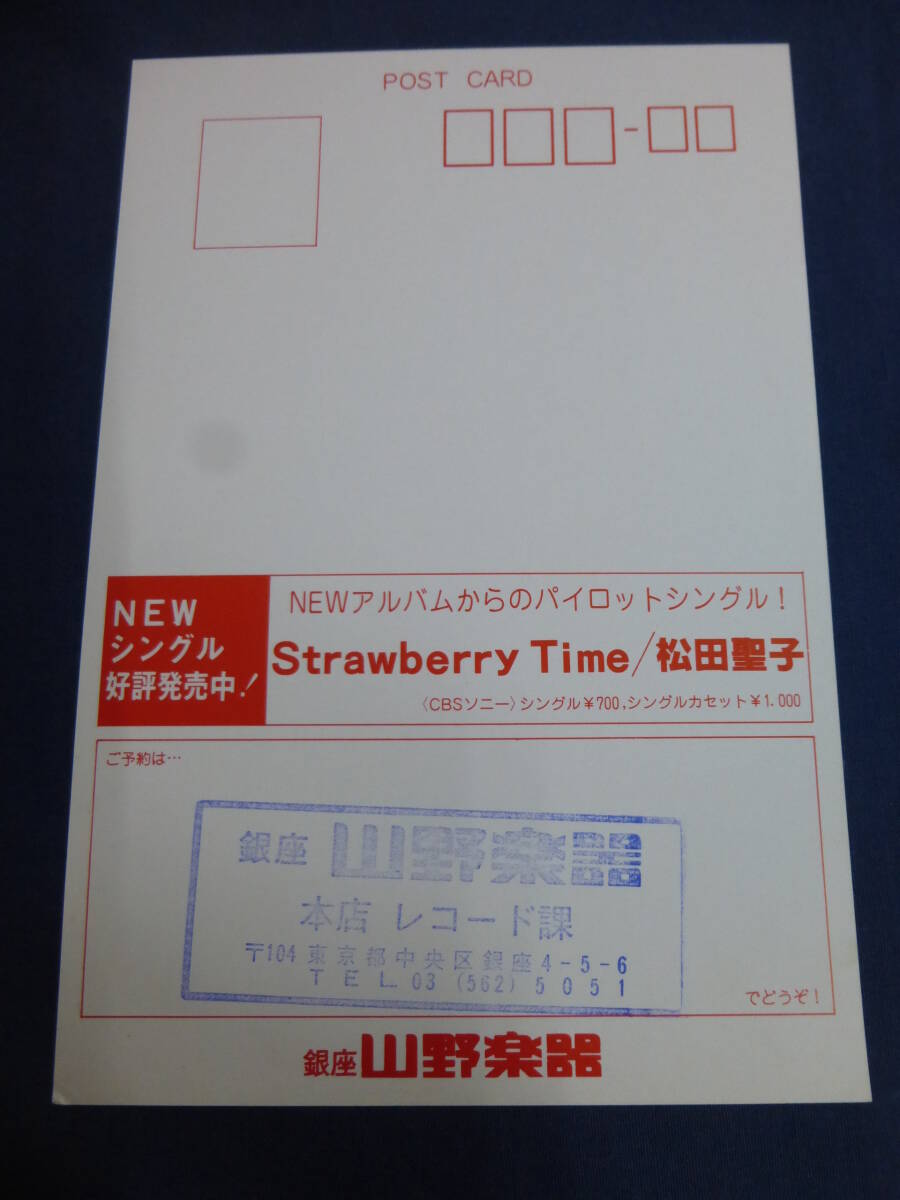 POST CARD
NEW
シングル
好評発売中!
NEWアルバムからのパイロットシングル!
Strawberry Time/松田聖子
〈CBSソニー〉シングル¥700,シングルカセット¥1.000
ご予約は…
銀座 山野楽器
本店 レコード課
〒104 東京都中央区銀座4-5-6
TEL 03 (562) 5051
でどうぞ!
銀座 山野楽器